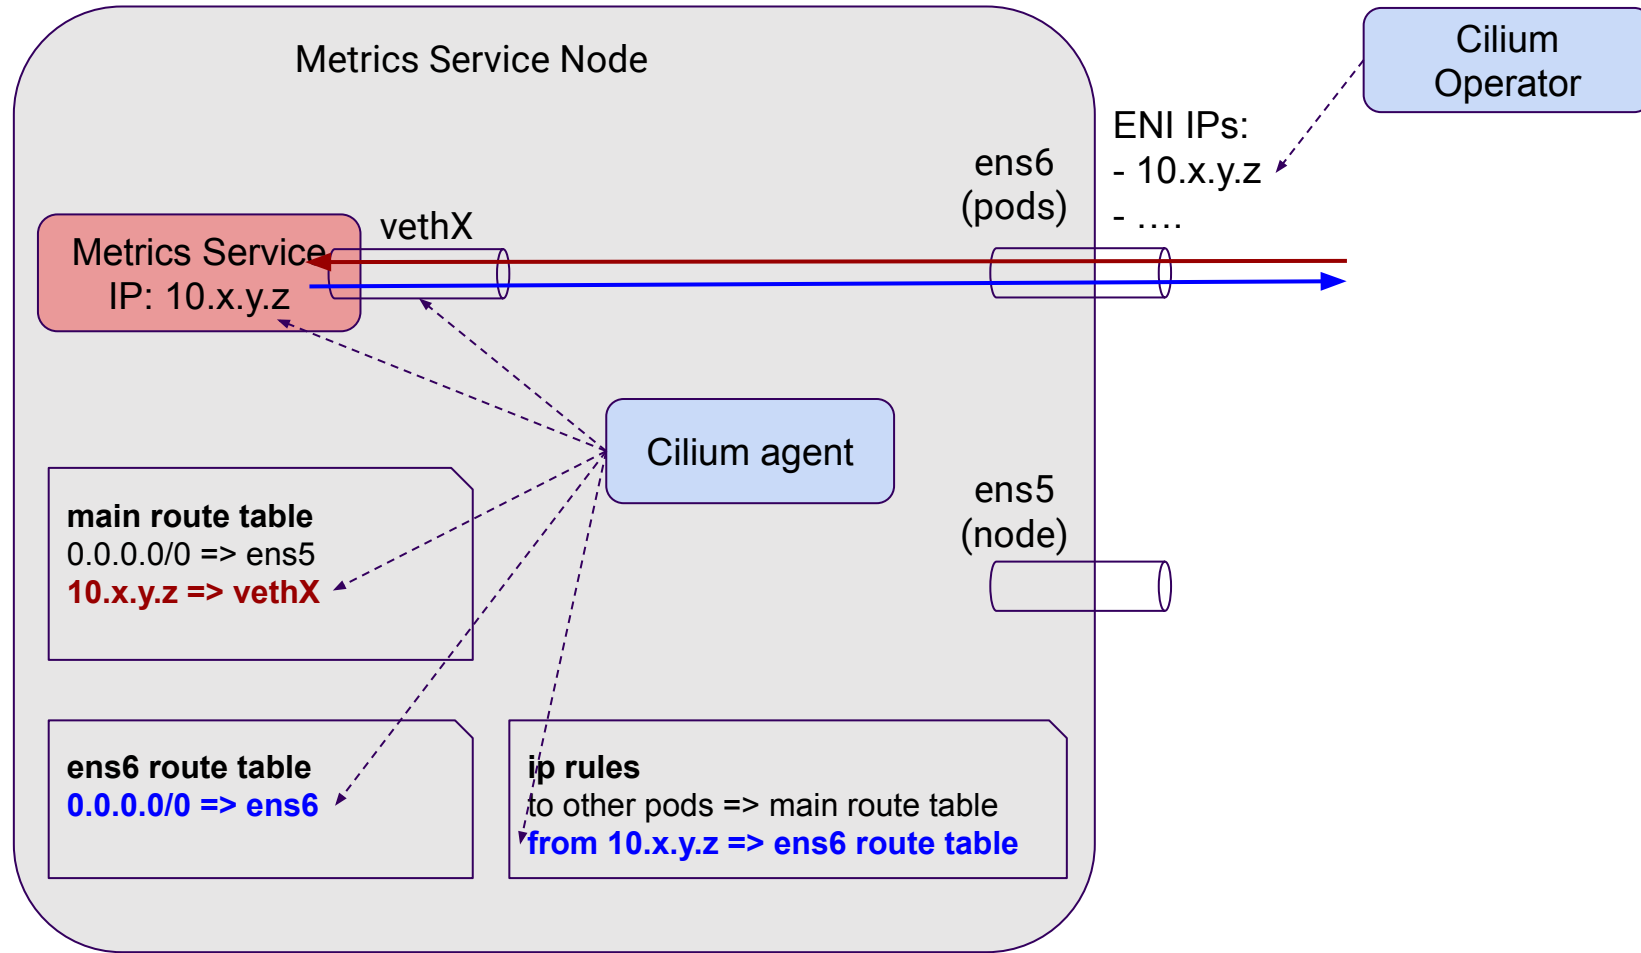 Metrics Service Node
Cilium
Operator
ENI IPs:
- 10.x.y.z
- ....
ens6
(pods)
vethX
Metrics Service
IP: 10.x.y.z
Cilium agent
ens5
(node)
main route table
0.0.0.0/0 => ens5
10.x.y.z => vethX
ens6 route table
0.0.0.0/0 => ens6
ip rules
to other pods => main route table
from 10.x.y.z => ens6 route table